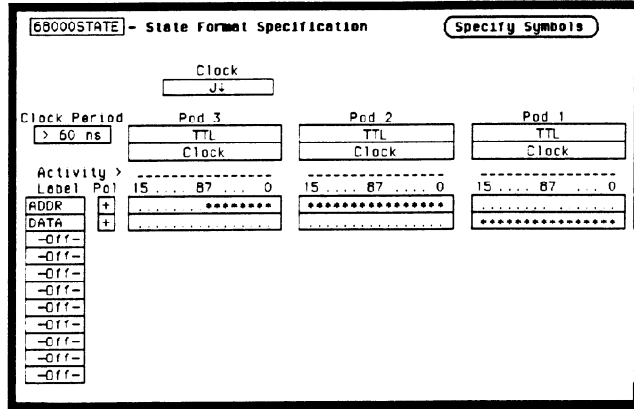 68000STATE - State Format Specification Specify Symbols
Clock
J↓
Clock Period Pod 3 Pod 2 Pod 1
> 60 ns TTL TTL TTL
Clock Clock Clock
Activity > ---------------- ---------------- ----------------
Label Pol 15 .... 87 .... 0 15 .... 87 .... 0 15 .... 87 .... 0
ADDR + ........******** **************** ................
DATA + ................ ................ ****************
-Off-
-Off-
-Off-
-Off-
-Off-
-Off-
-Off-
-Off-
-Off-